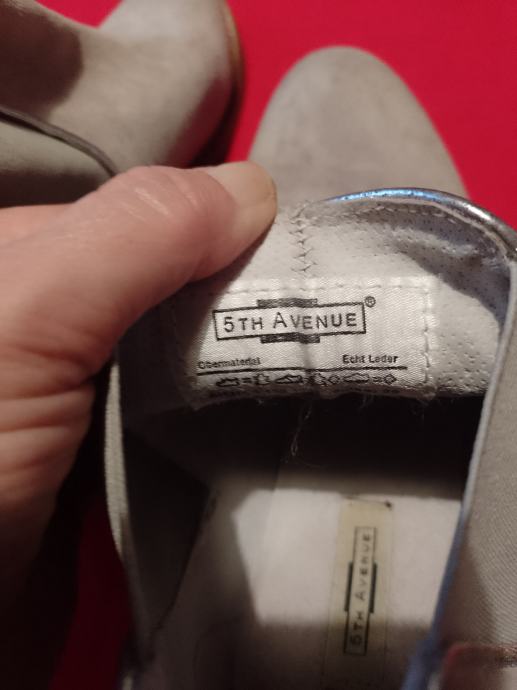 5TH AVENUE®
Obermaterial Echt Leder
5TH AVENUE